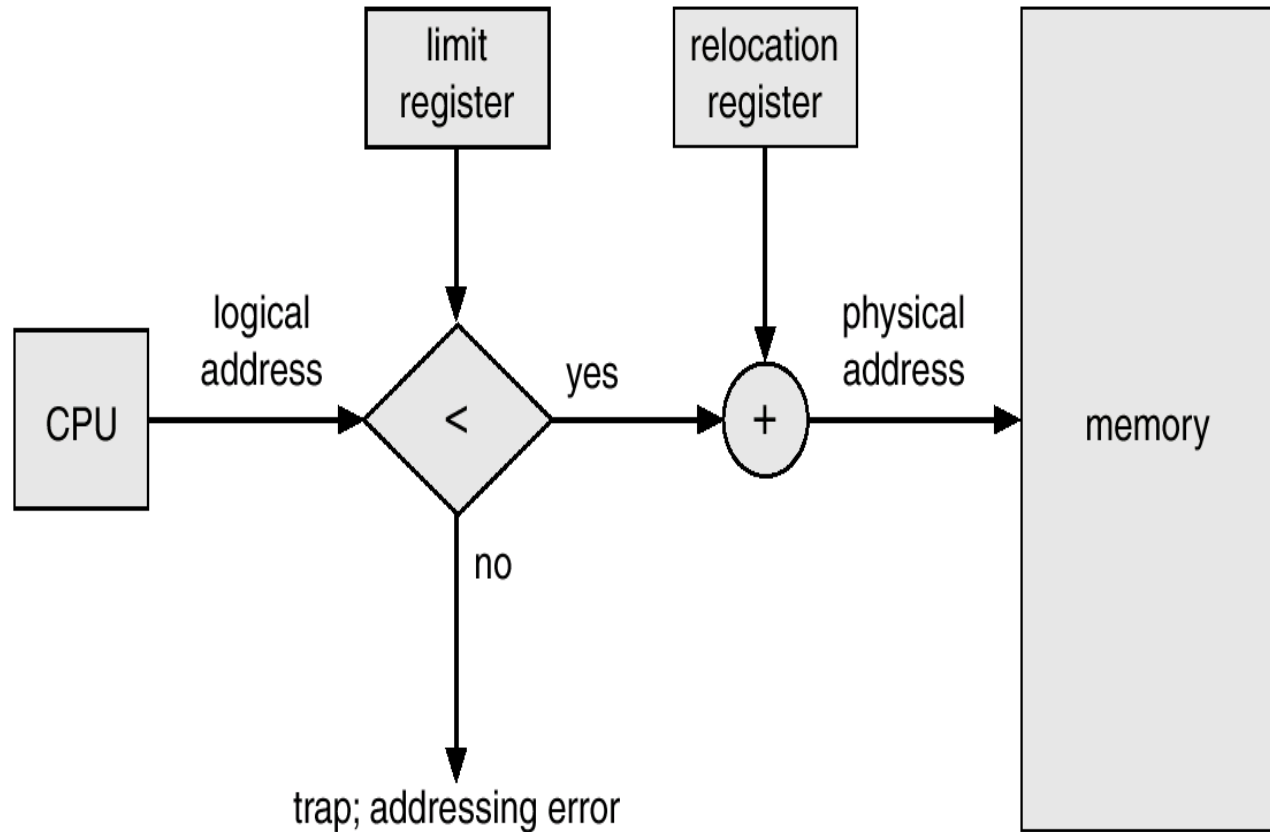 limit
register
relocation
register
logical
address
physical
address
yes
CPU
<
+
memory
no
trap; addressing error